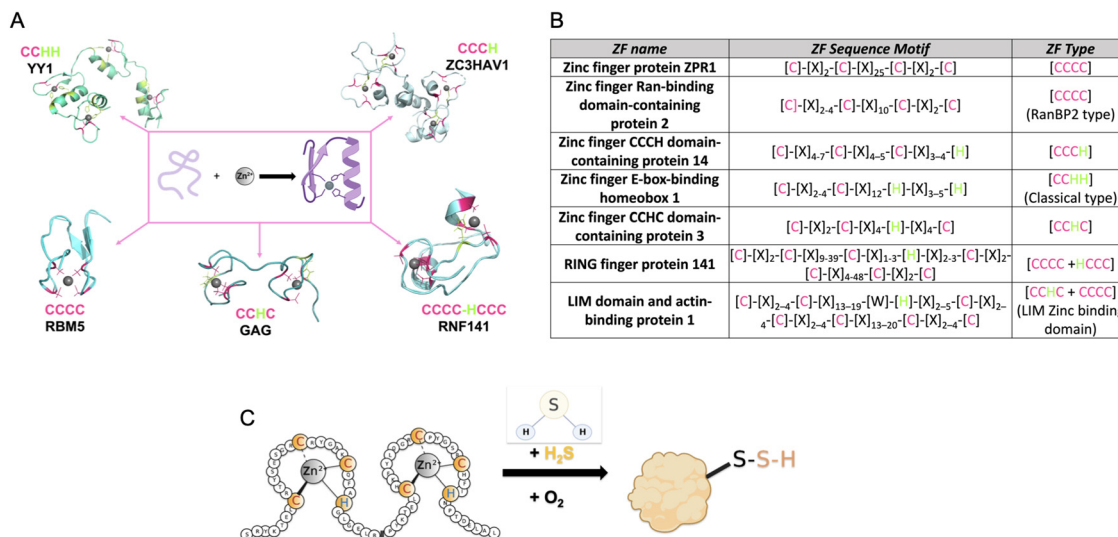 A
CCHH
YY1
CCCH
ZC3HAV1
+
Zn²⁺
CCCC
RBM5
CCHC
GAG
CCCC-HCCC
RNF141
B
ZF name ZF Sequence Motif ZF Type
Zinc finger protein ZPR1 [C]-[X]₂-[C]-[X]₂₅-[C]-[X]₂-[C] [CCCC]
Zinc finger Ran-binding
domain-containing
protein 2
[C]-[X]₂₋₄-[C]-[X]₁₀-[C]-[X]₂-[C]
[CCCC]
(RanBP2 type)
Zinc finger CCCH domain-
containing protein 14
[C]-[X]₄₋₇-[C]-[X]₄₋₅-[C]-[X]₃₋₄-[H]
[CCCH]
Zinc finger E-box-binding
homeobox 1
[C]-[X]₂₋₄-[C]-[X]₁₂-[H]-[X]₃₋₅-[H]
[CCHH]
(Classical type)
Zinc finger CCHC domain-
containing protein 3
[C]-[X]₂-[C]-[X]₄-[H]-[X]₄-[C]
[CCHC]
RING finger protein 141
[C]-[X]₂-[C]-[X]₉₋₃₉-[C]-[X]₁₋₃-[H]-[X]₂₋₃-[C]-[X]₂-
[C]-[X]₄₋₄₈-[C]-[X]₂-[C]
[CCCC +HCCC]
LIM domain and actin-
binding protein 1
[C]-[X]₂₋₄-[C]-[X]₁₃₋₁₉-[W]-[H]-[X]₂₋₅-[C]-[X]₂₋
₄-[C]-[X]₂₋₄-[C]-[X]₁₃₋₂₀-[C]-[X]₂₋₄-[C]
[CCHC + CCCC]
(LIM Zinc bindin
domain)
C
S
H H
+ H₂S
+ O₂
Zn²
C
C
C
H
Zn²⁺
C
C
C
H
S-S-H